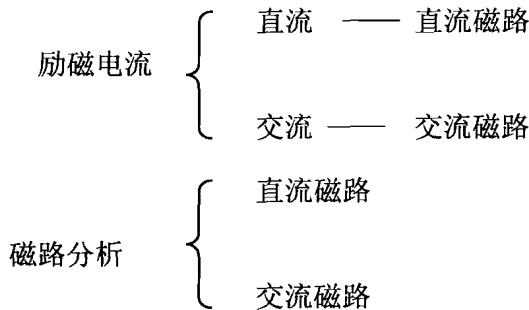 直流 —— 直流磁路
励磁电流
交流 —— 交流磁路
直流磁路
磁路分析
交流磁路